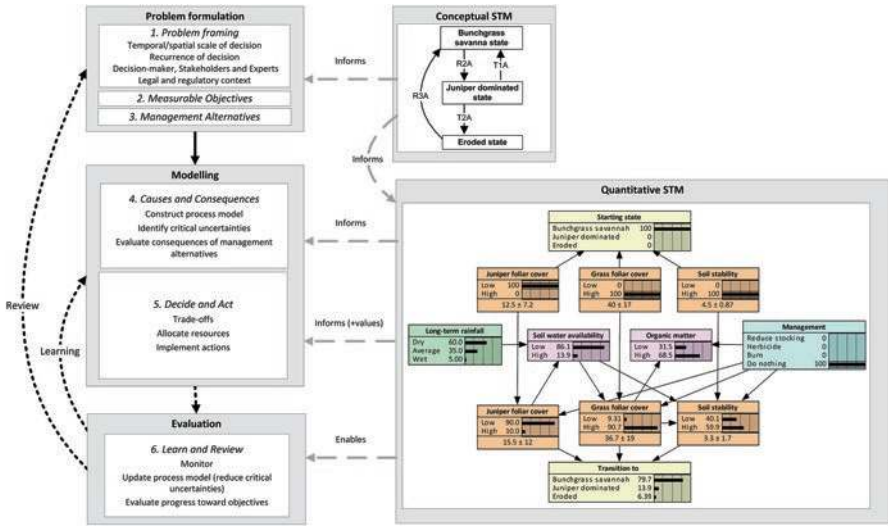 Problem formulation
1. Problem framing
Temporal/spatial scale of decision
Recurrence of decision
Decision-maker, Stakeholders and Experts
Legal and regulatory context
2. Measurable Objectives
3. Management Alternatives
Modelling
4. Causes and Consequences
Construct process model
Identify critical uncertainties
Evaluate consequences of management
alternatives
5. Decide and Act
Trade-offs
Allocate resources
Implement actions
Evaluation
6. Learn and Review
Monitor
Update process model (reduce critical
uncertainties)
Evaluate progress toward objectives
Review
Learning
Informs
Informs
Informs
Informs (+values)
Enables
Conceptual STM
Bunchgrass
savanna state
R2A
T1A
Juniper dominated
state
R3A
T2A
Eroded state
Quantitative STM
Starting state
Bunchgrass savannah 100
Juniper dominated 0
Eroded 0
Juniper foliar cover
Low 100
High 0
12.5 ± 7.2
Grass foliar cover
Low 0
High 100
40 ± 17
Soil stability
Low 0
High 100
4.5 ± 0.87
Long-term rainfall
Dry 60.0
Average 35.0
Wet 5.00
Soil water availability
Low 86.1
High 13.9
Organic matter
Low 31.5
High 68.5
Management
Reduce stocking 0
Herbicide 0
Burn 0
Do nothing 100
Juniper foliar cover
Low 90.0
High 10.0
15.5 ± 12
Grass foliar cover
Low 9.31
High 90.7
36.7 ± 19
Soil stability
Low 40.1
High 59.9
3.3 ± 1.7
Transition to
Bunchgrass savannah 79.7
Juniper dominated 13.9
Eroded 6.39